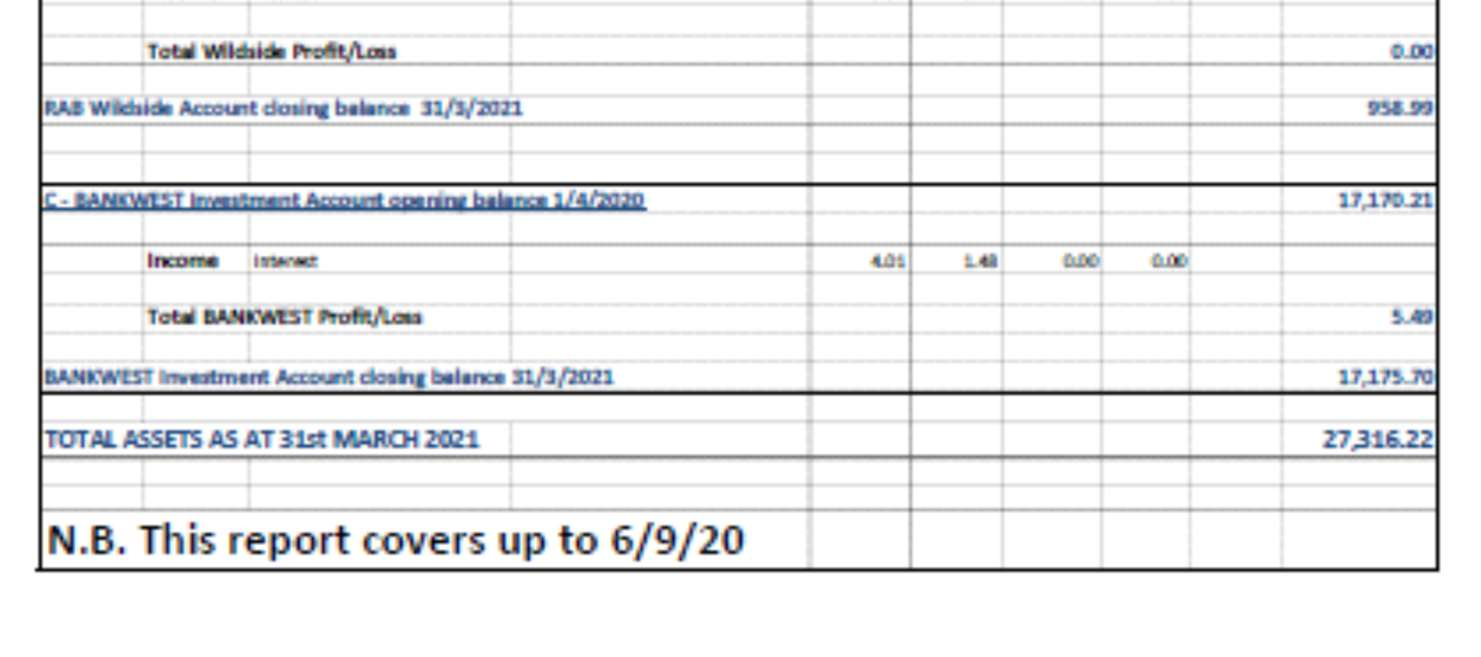 Total Wildside Profit/Loss 0.00
RAB Wildside Account closing balance 31/3/2021 958.99
C - BANKWEST Investment Account opening balance 1/4/2020 17,170.21
Income Interest 4.01 1.48 0.00 0.00
Total BANKWEST Profit/Loss 5.49
BANKWEST Investment Account closing balance 31/3/2021 17,175.70
TOTAL ASSETS AS AT 31st MARCH 2021 27,316.22
N.B. This report covers up to 6/9/20